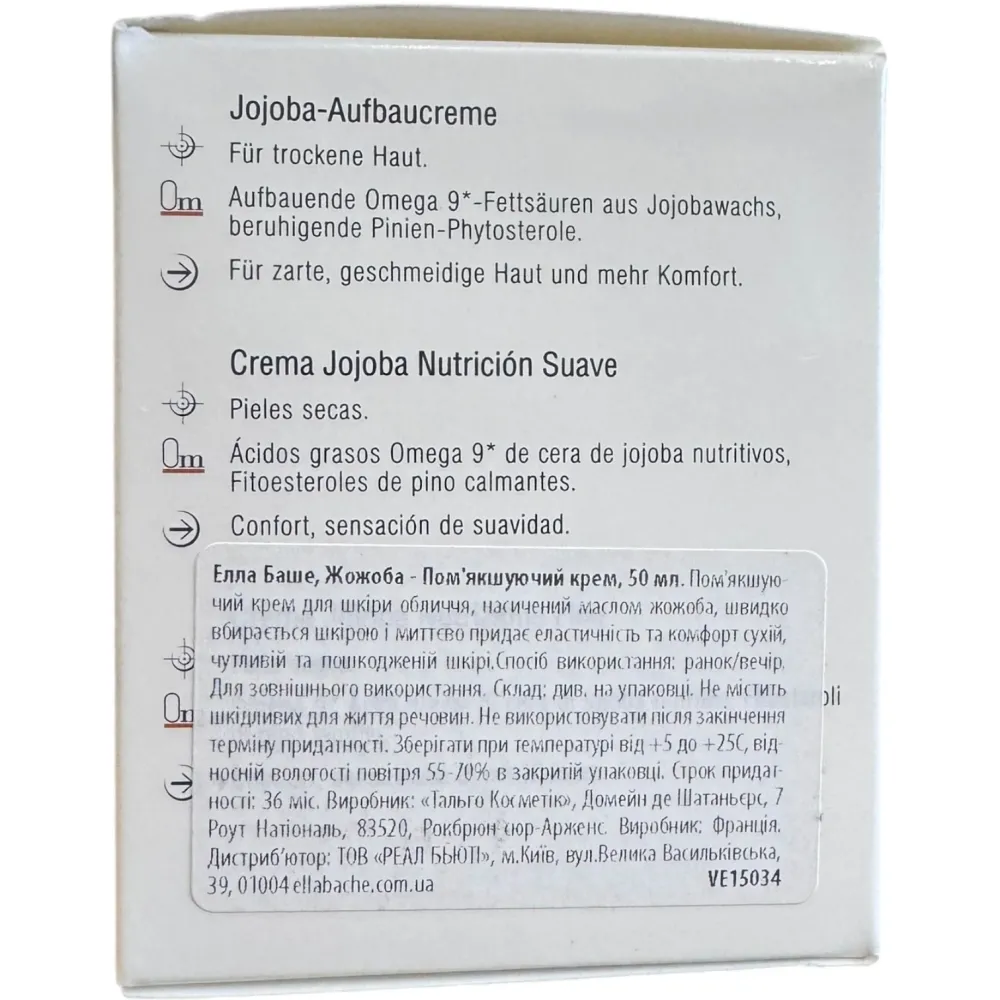 Jojoba-Aufbaucreme
Für trockene Haut.
Om
Aufbauende Omega 9*-Fettsäuren aus Jojobawachs,
beruhigende Pinien-Phytosterole.
Für zarte, geschmeidige Haut und mehr Komfort.
Crema Jojoba Nutrición Suave
Pieles secas.
Om
Ácidos grasos Omega 9* de cera de jojoba nutritivos,
Fitoesteroles de pino calmantes.
Confort, sensación de suavidad.
Елла Баше, Жожоба - Пом'якшуючий крем, 50 мл. Пом'якшую-
чий крем для шкіри обличчя, насичений маслом жожоба, швидко
вбирається шкірою і миттєво придає еластичність та комфорт сухій,
чутливій та пошкодженій шкірі.Спосіб використання: ранок/вечір.
Для зовнішнього використання. Склад: див. на упаковці. Не містить
шкідливих для життя речовин. Не використовувати після закінчення
терміну придатності. Зберігати при температурі від +5 до +25С, від-
носній вологості повітря 55-70% в закритій упаковці. Строк придат-
ності: 36 міс. Виробник: «Тальго Косметік», Домейн де Шатаньєрс, 7
Роут Національ, 83520, Рокбрюн-сюр-Арженс. Виробник: Франція.
Дистриб'ютор: ТОВ «РЕАЛ БЬЮТІ», м.Київ, вул.Велика Васильківська,
39, 01004 ellabache.com.ua
VE15034